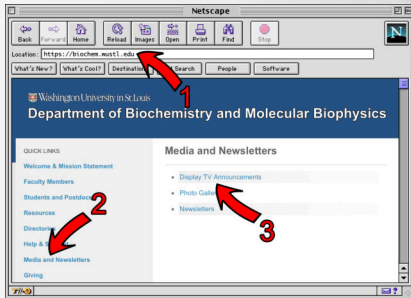 Netscape
Back Forward Home Reload Images Open Print Find Stop
N
Location: https://biochem.wustl.edu
What's New? What's Cool? Destination Search People Software
1
Washington University in St. Louis
Department of Biochemistry and Molecular Biophysics
QUICK LINKS
Media and Newsletters
Welcome & Mission Statement
Faculty Members
Display TV Announcements
Students and Postdocs
Photo
Resources
Newsletters
2
3
Help &
Media and Newsletters
Giving